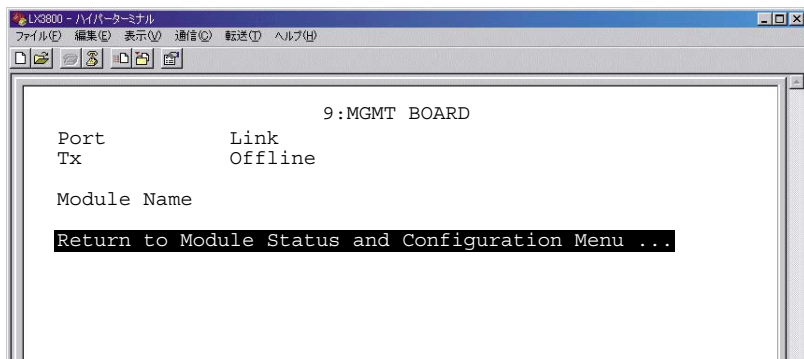 LX3800 - ハイパーターミナル
ファイル(F) 編集(E) 表示(V) 通信(C) 転送(T) ヘルプ(H)
9:MGMT BOARD
Port Link
Tx Offline
Module Name
Return to Module Status and Configuration Menu ...